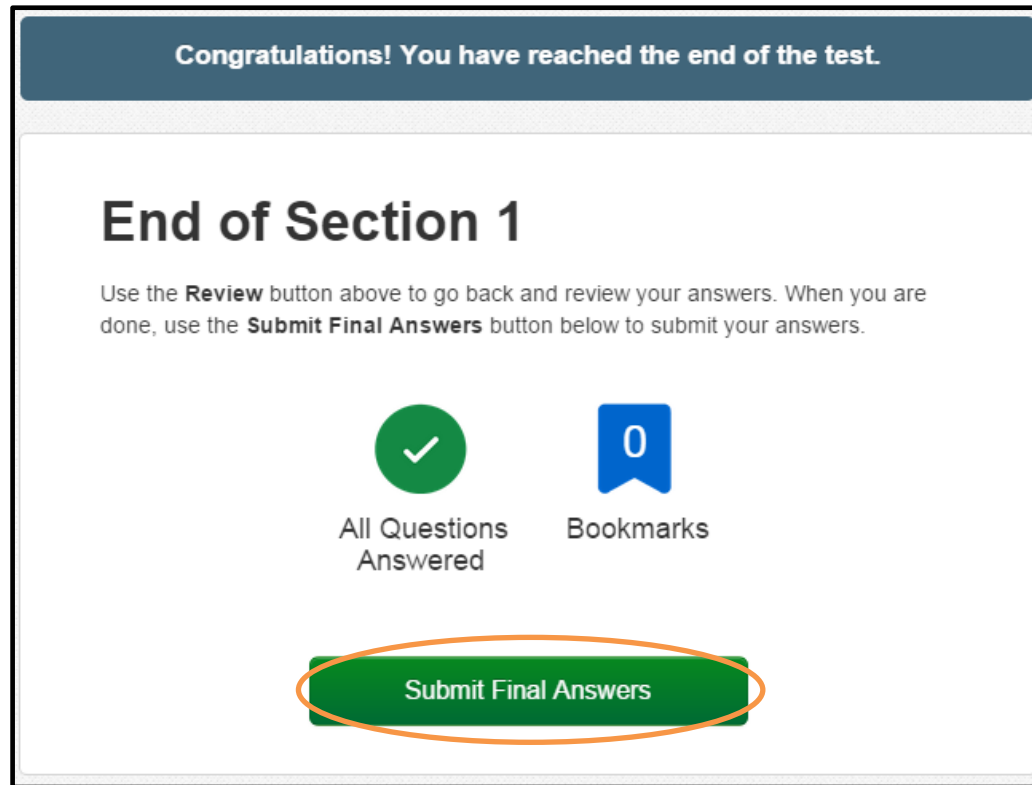 Congratulations! You have reached the end of the test.
End of Section 1
Use the Review button above to go back and review your answers. When you are
done, use the Submit Final Answers button below to submit your answers.
0
All Questions
Answered
Bookmarks
Submit Final Answers